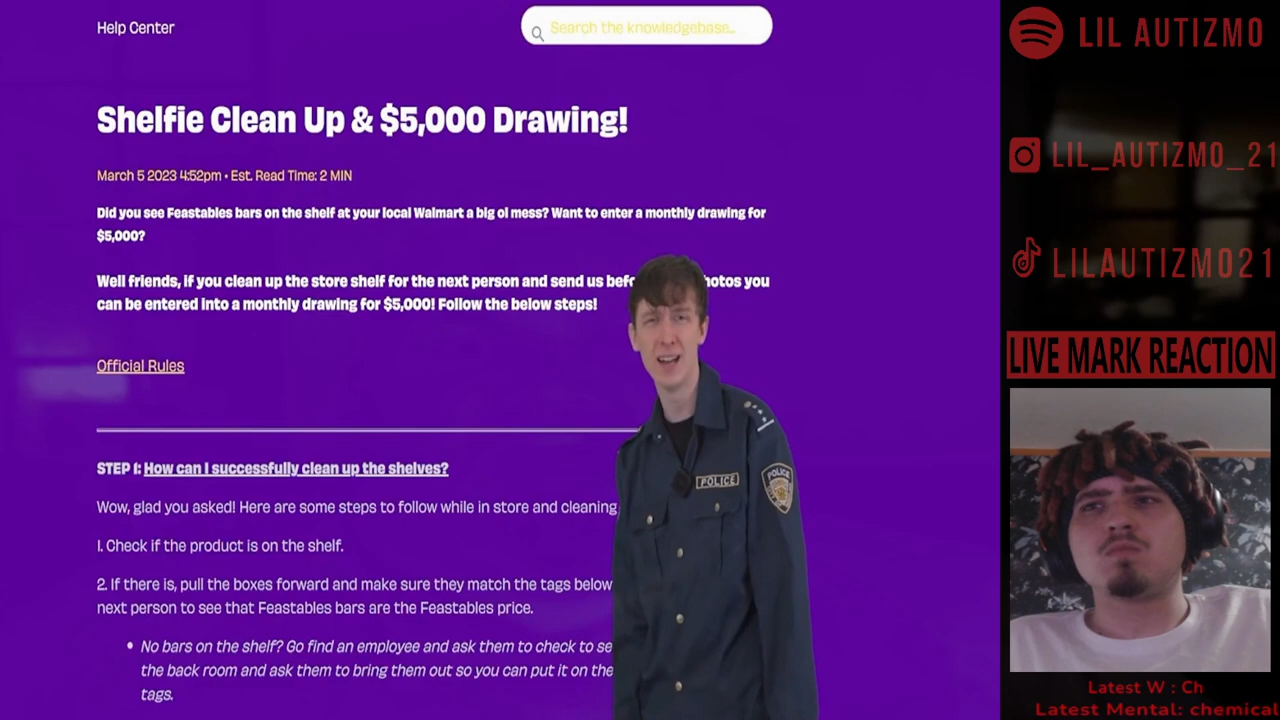 Help Center
Search the knowledgebase...
Shelfie Clean Up & $5,000 Drawing!
March 5 2023 4:52pm • Est. Read Time: 2 MIN
Did you see Feastables bars on the shelf at your local Walmart a big ol mess? Want to enter a monthly drawing for
$5,000?
Well friends, if you clean up the store shelf for the next person and send us befo hotos you
can be entered into a monthly drawing for $5,000! Follow the below steps!
Official Rules
STEP 1: How can I successfully clean up the shelves?
Wow, glad you asked! Here are some steps to follow while in store and cleaning
1. Check if the product is on the shelf.
2. If there is, pull the boxes forward and make sure they match the tags below
next person to see that Feastables bars are the Feastables price.
• No bars on the shelf? Go find an employee and ask them to check to se
the back room and ask them to bring them out so you can put it on the
tags.
POLICE
POLICE
LIL AUTIZMO
LIL_AUTIZMO_21
LILAUTIZMO21
LIVE MARK REACTION
Latest W : Ch
Latest Mental: chemical